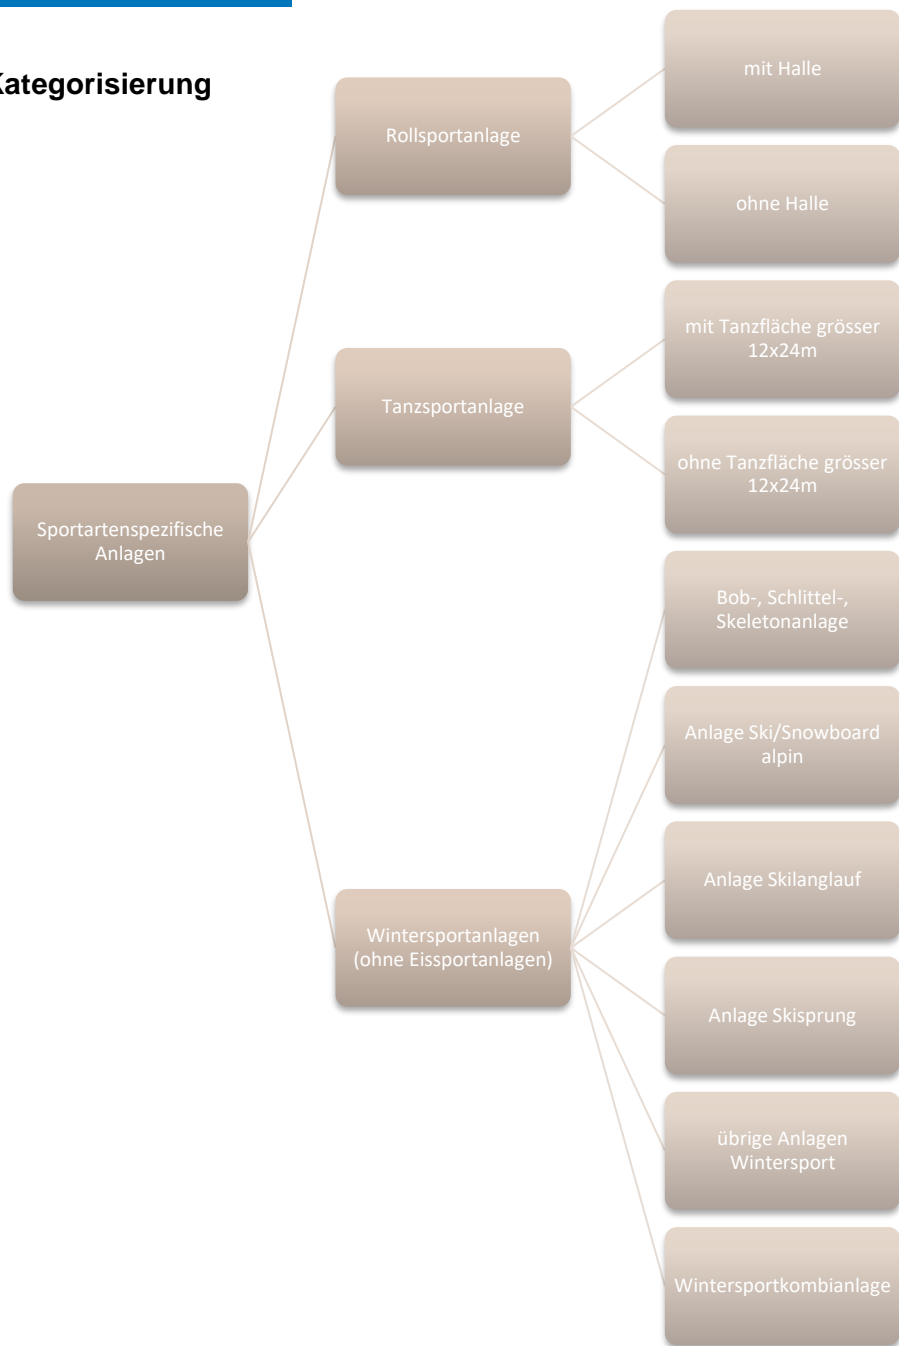 Kategorisierung
Sportartenspezifische
Anlagen
Rollsportanlage
mit Halle
ohne Halle
Tanzsportanlage
mit Tanzfläche grösser
12x24m
ohne Tanzfläche grösser
12x24m
Wintersportanlagen
(ohne Eissportanlagen)
Bob-, Schlittel-,
Skeletonanlage
Anlage Ski/Snowboard
alpin
Anlage Skilanglauf
Anlage Skisprung
übrige Anlagen
Wintersport
Wintersportkombianlage